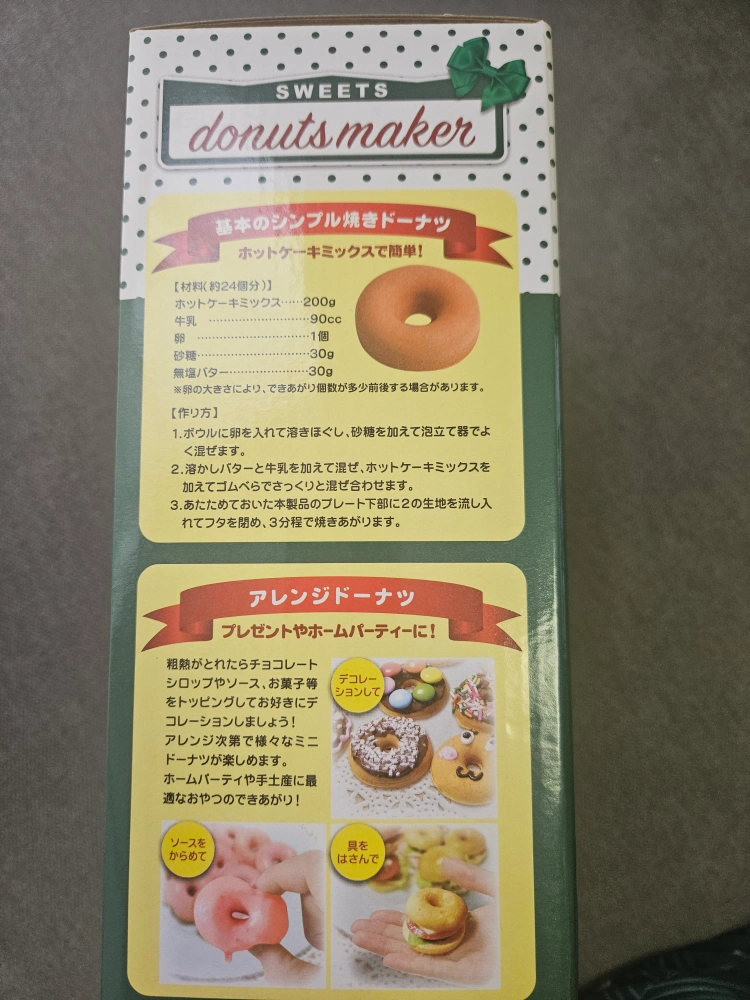 SWEETS
donuts maker
基本のシンプル焼きドーナツ
ホットケーキミックスで簡単!
【材料(約24個分)】
ホットケーキミックス……200g
牛乳 ………………………90cc
卵 …………………………1個
砂糖…………………………30g
無塩バター…………………30g
※卵の大きさにより、できあがり個数が多少前後する場合があります。
【作り方】
1.ボウルに卵を入れて溶きほぐし、砂糖を加えて泡立て器でよ
く混ぜます。
2.溶かしバターと牛乳を加えて混ぜ、ホットケーキミックスを
加えてゴムべらでさっくりと混ぜ合わせます。
3.あたためておいた本製品のプレート下部に2の生地を流し入
れてフタを閉め、3分程で焼きあがります。
アレンジドーナツ
プレゼントやホームパーティーに!
粗熱がとれたらチョコレート
シロップやソース、お菓子等
をトッピングしてお好きにデ
コレーションしましょう!
アレンジ次第で様々なミニ
ドーナツが楽しめます。
ホームパーティや手土産に最
適なおやつのできあがり!
デコレー
ションして
ソースを
からめて
具を
はさんで